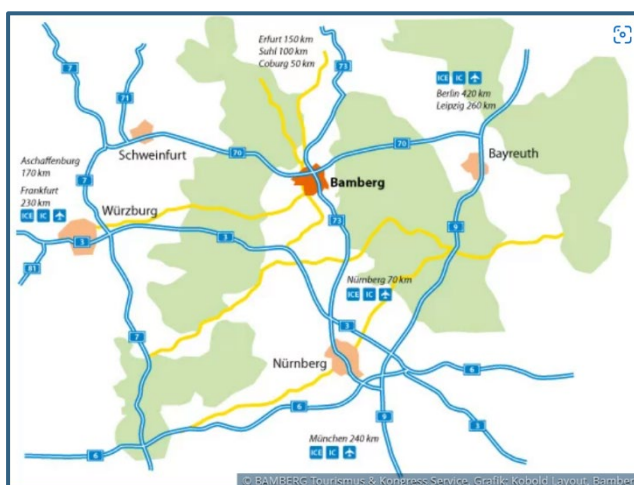 Erfurt 150 km
Suhl 100 km
Coburg 50 km
7
73
71
ICE IC
Berlin 420 km
Leipzig 260 km
Schweinfurt
70
70
Bayreuth
Aschaffenburg
170 km
7
Bamberg
Frankfurt
230 km
ICE IC
Würzburg
73
9
3
3
81
Nürnberg 70 km
ICE IC
7
3
Nürnberg
6
6
9
3
München 240 km
6
ICE IC
© BAMBERG Tourismus & Kongress Service, Grafik: Kobold Layout, Bamberg